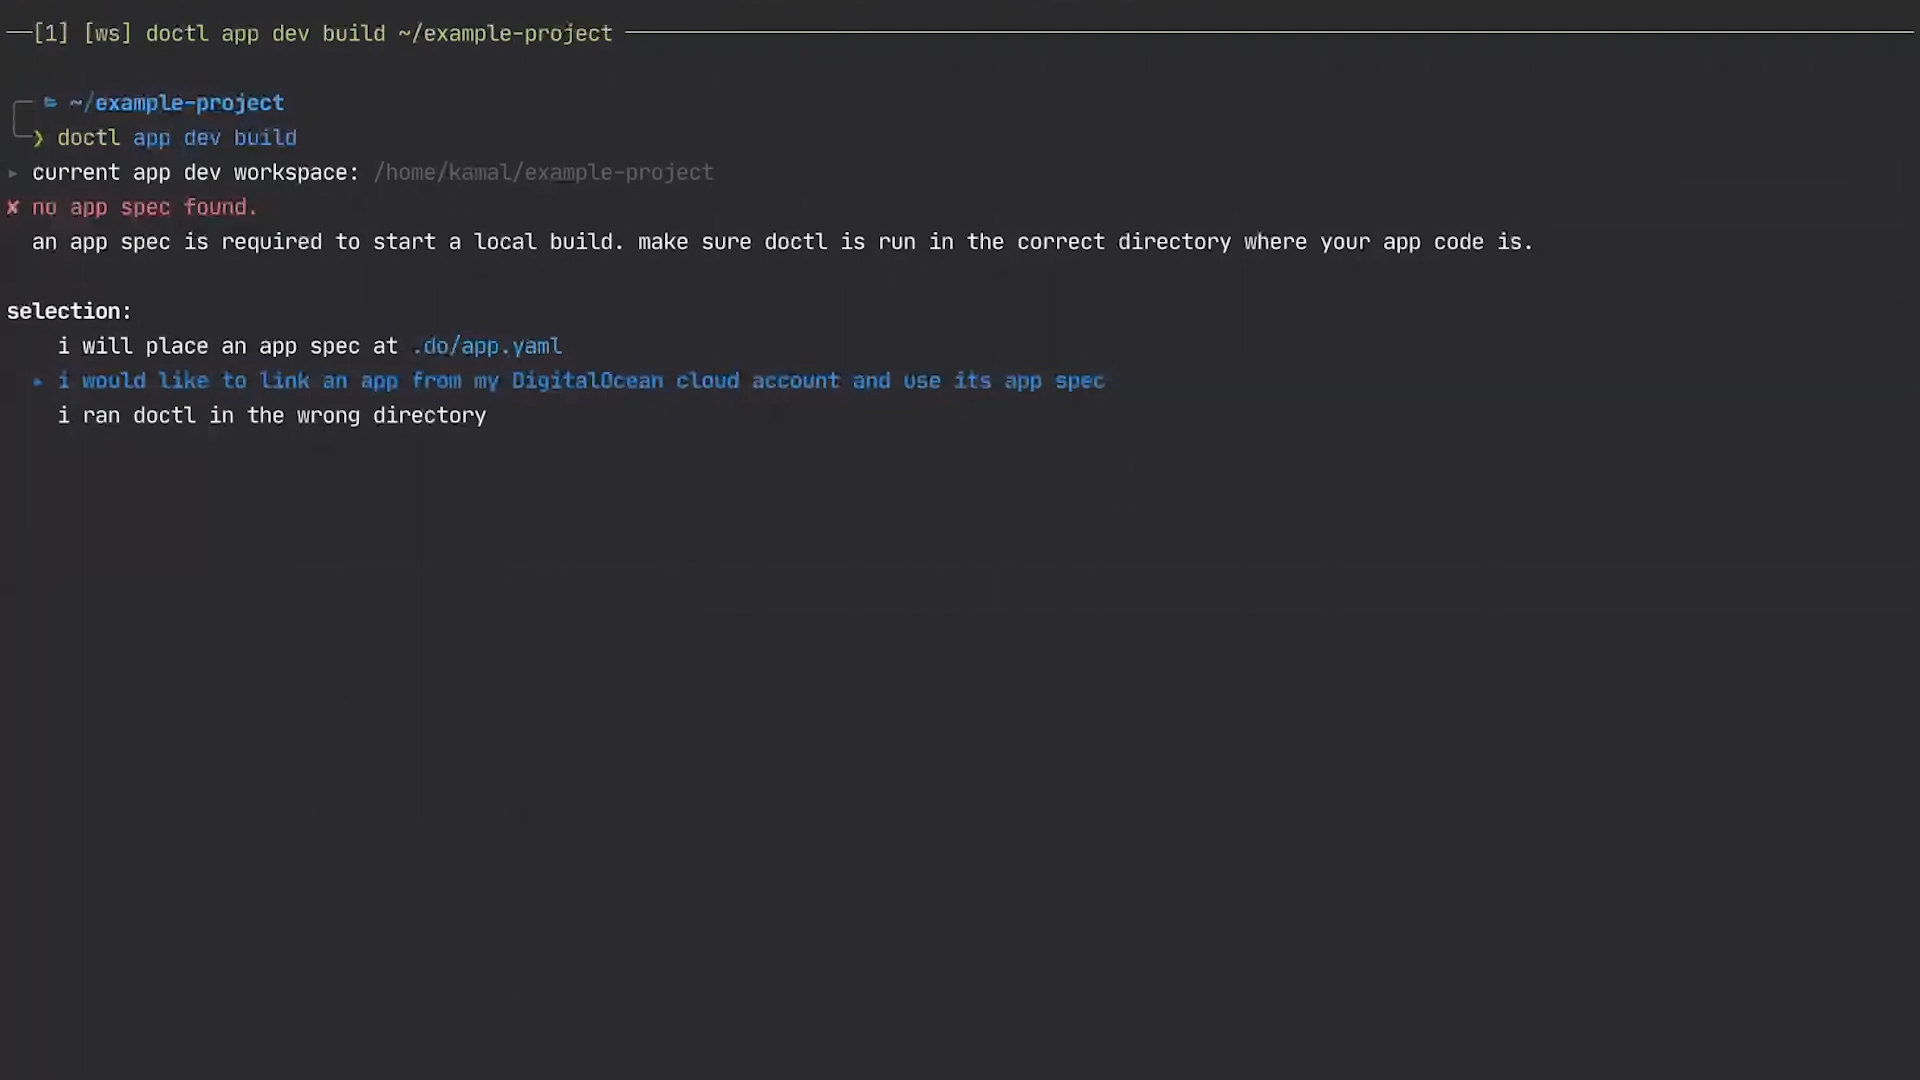 [1] [ws] doctl app dev build ~/example-project
~/example-project
❯ doctl app dev build
▸ current app dev workspace: /home/kamal/example-project
✘ no app spec found.
an app spec is required to start a local build. make sure doctl is run in the correct directory where your app code is.
selection:
i will place an app spec at .do/app.yaml
▸ i would like to link an app from my DigitalOcean cloud account and use its app spec
i ran doctl in the wrong directory